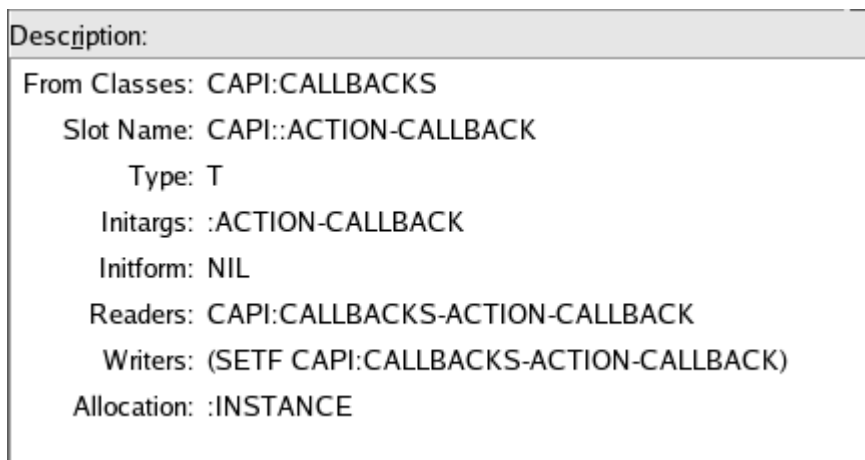 Description:
From Classes: CAPI:CALLBACKS
Slot Name: CAPI::ACTION-CALLBACK
Type: T
Initargs: :ACTION-CALLBACK
Initform: NIL
Readers: CAPI:CALLBACKS-ACTION-CALLBACK
Writers: (SETF CAPI:CALLBACKS-ACTION-CALLBACK)
Allocation: :INSTANCE